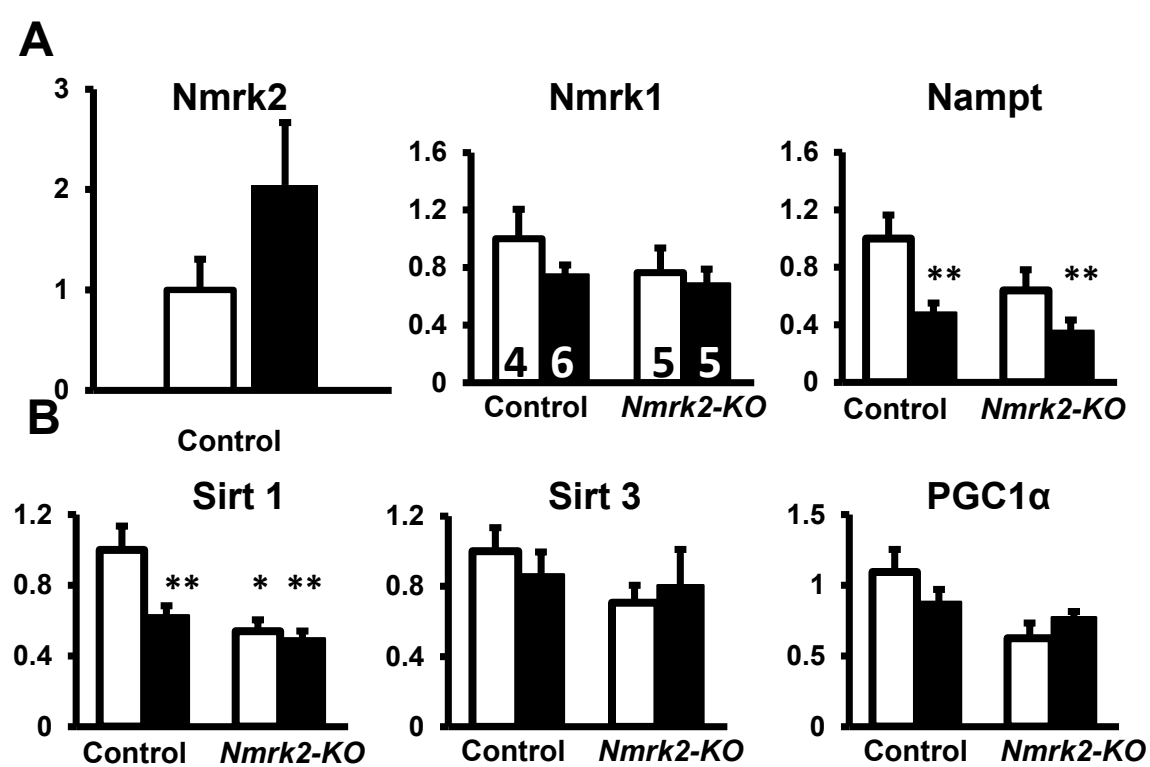 A
Nmrk2
3
2
1
0
Control
Nmrk1
1.6
1.2
0.8
0.4
0
4 6 5 5
Control Nmrk2-KO
Nampt
1.6
1.2
0.8
0.4
0
** **
Control Nmrk2-KO
B
Sirt 1
1.2
0.8
0.4
0
** * **
Control Nmrk2-KO
Sirt 3
1.2
0.8
0.4
0
Control Nmrk2-KO
PGC1α
1.5
1
0.5
0
Control Nmrk2-KO